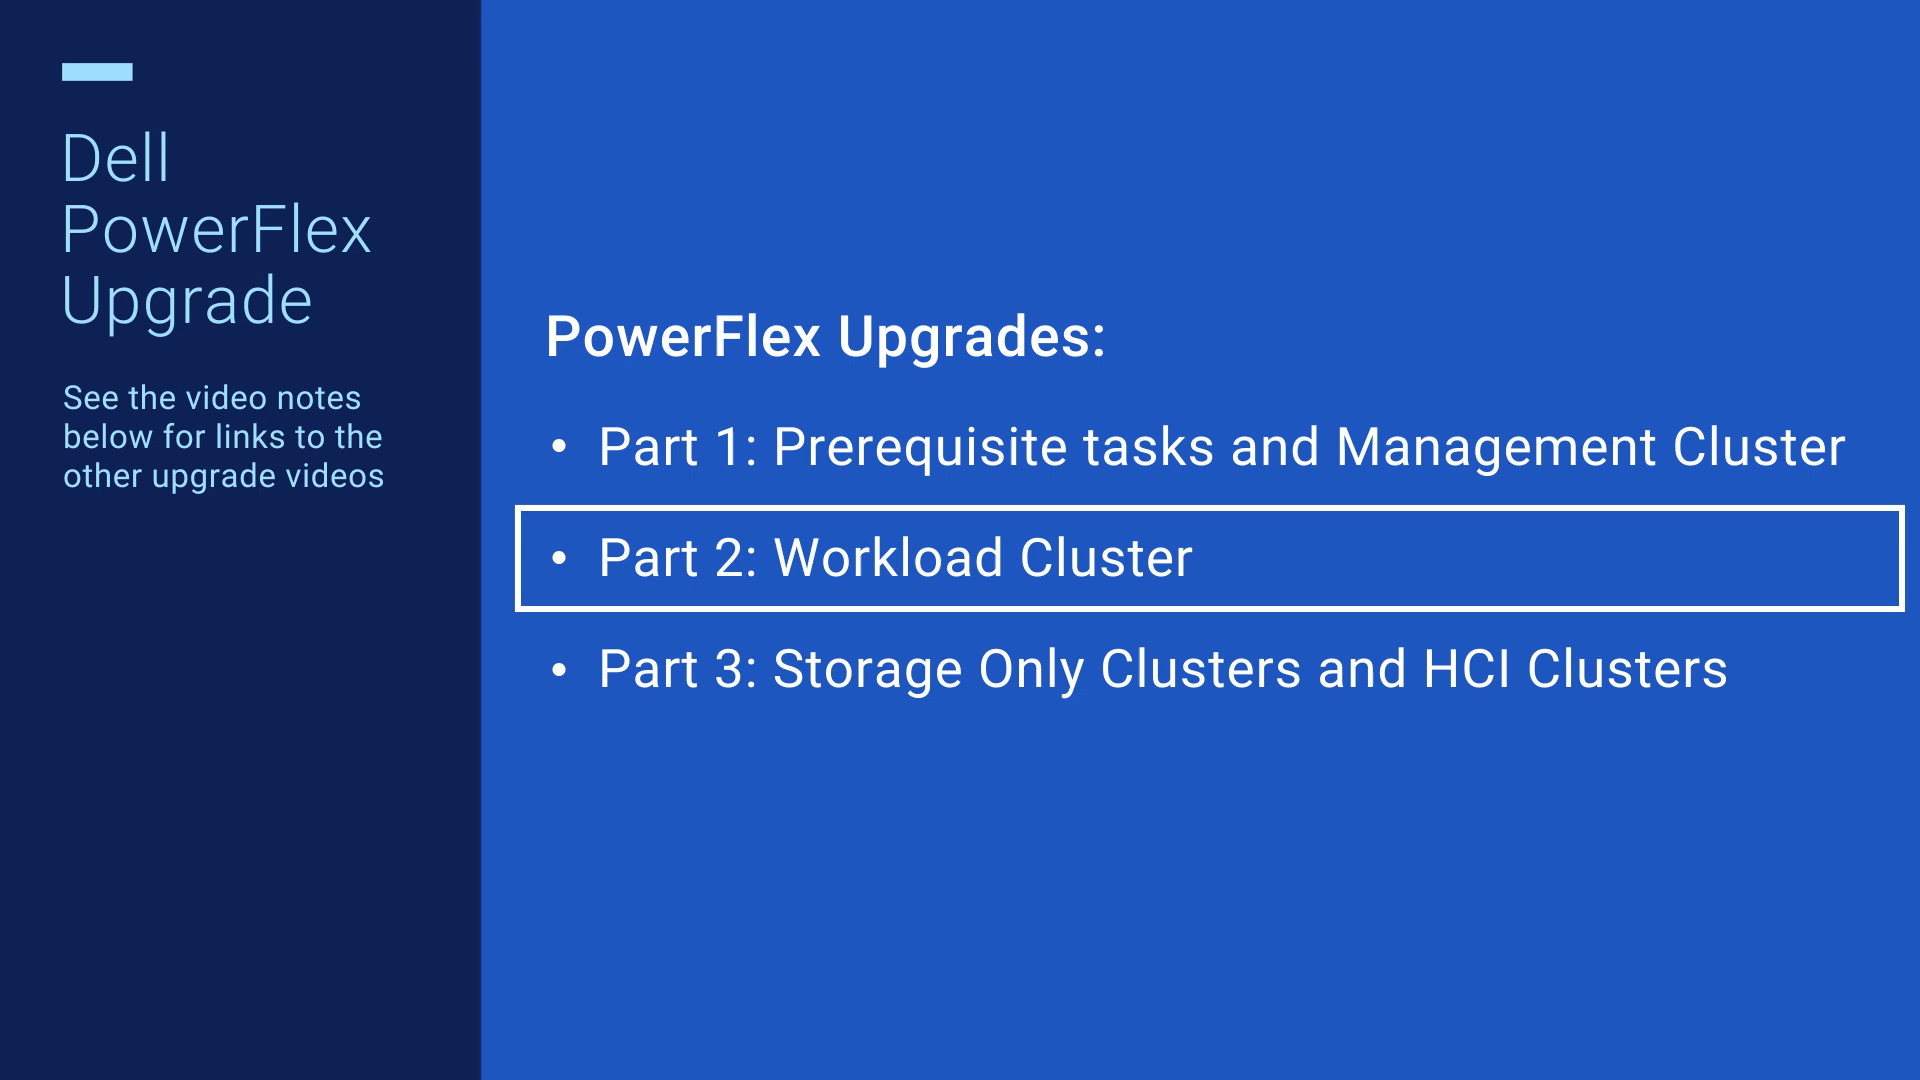 Dell
PowerFlex
Upgrade
See the video notes
below for links to the
other upgrade videos
PowerFlex Upgrades:
• Part 1: Prerequisite tasks and Management Cluster
• Part 2: Workload Cluster
• Part 3: Storage Only Clusters and HCI Clusters